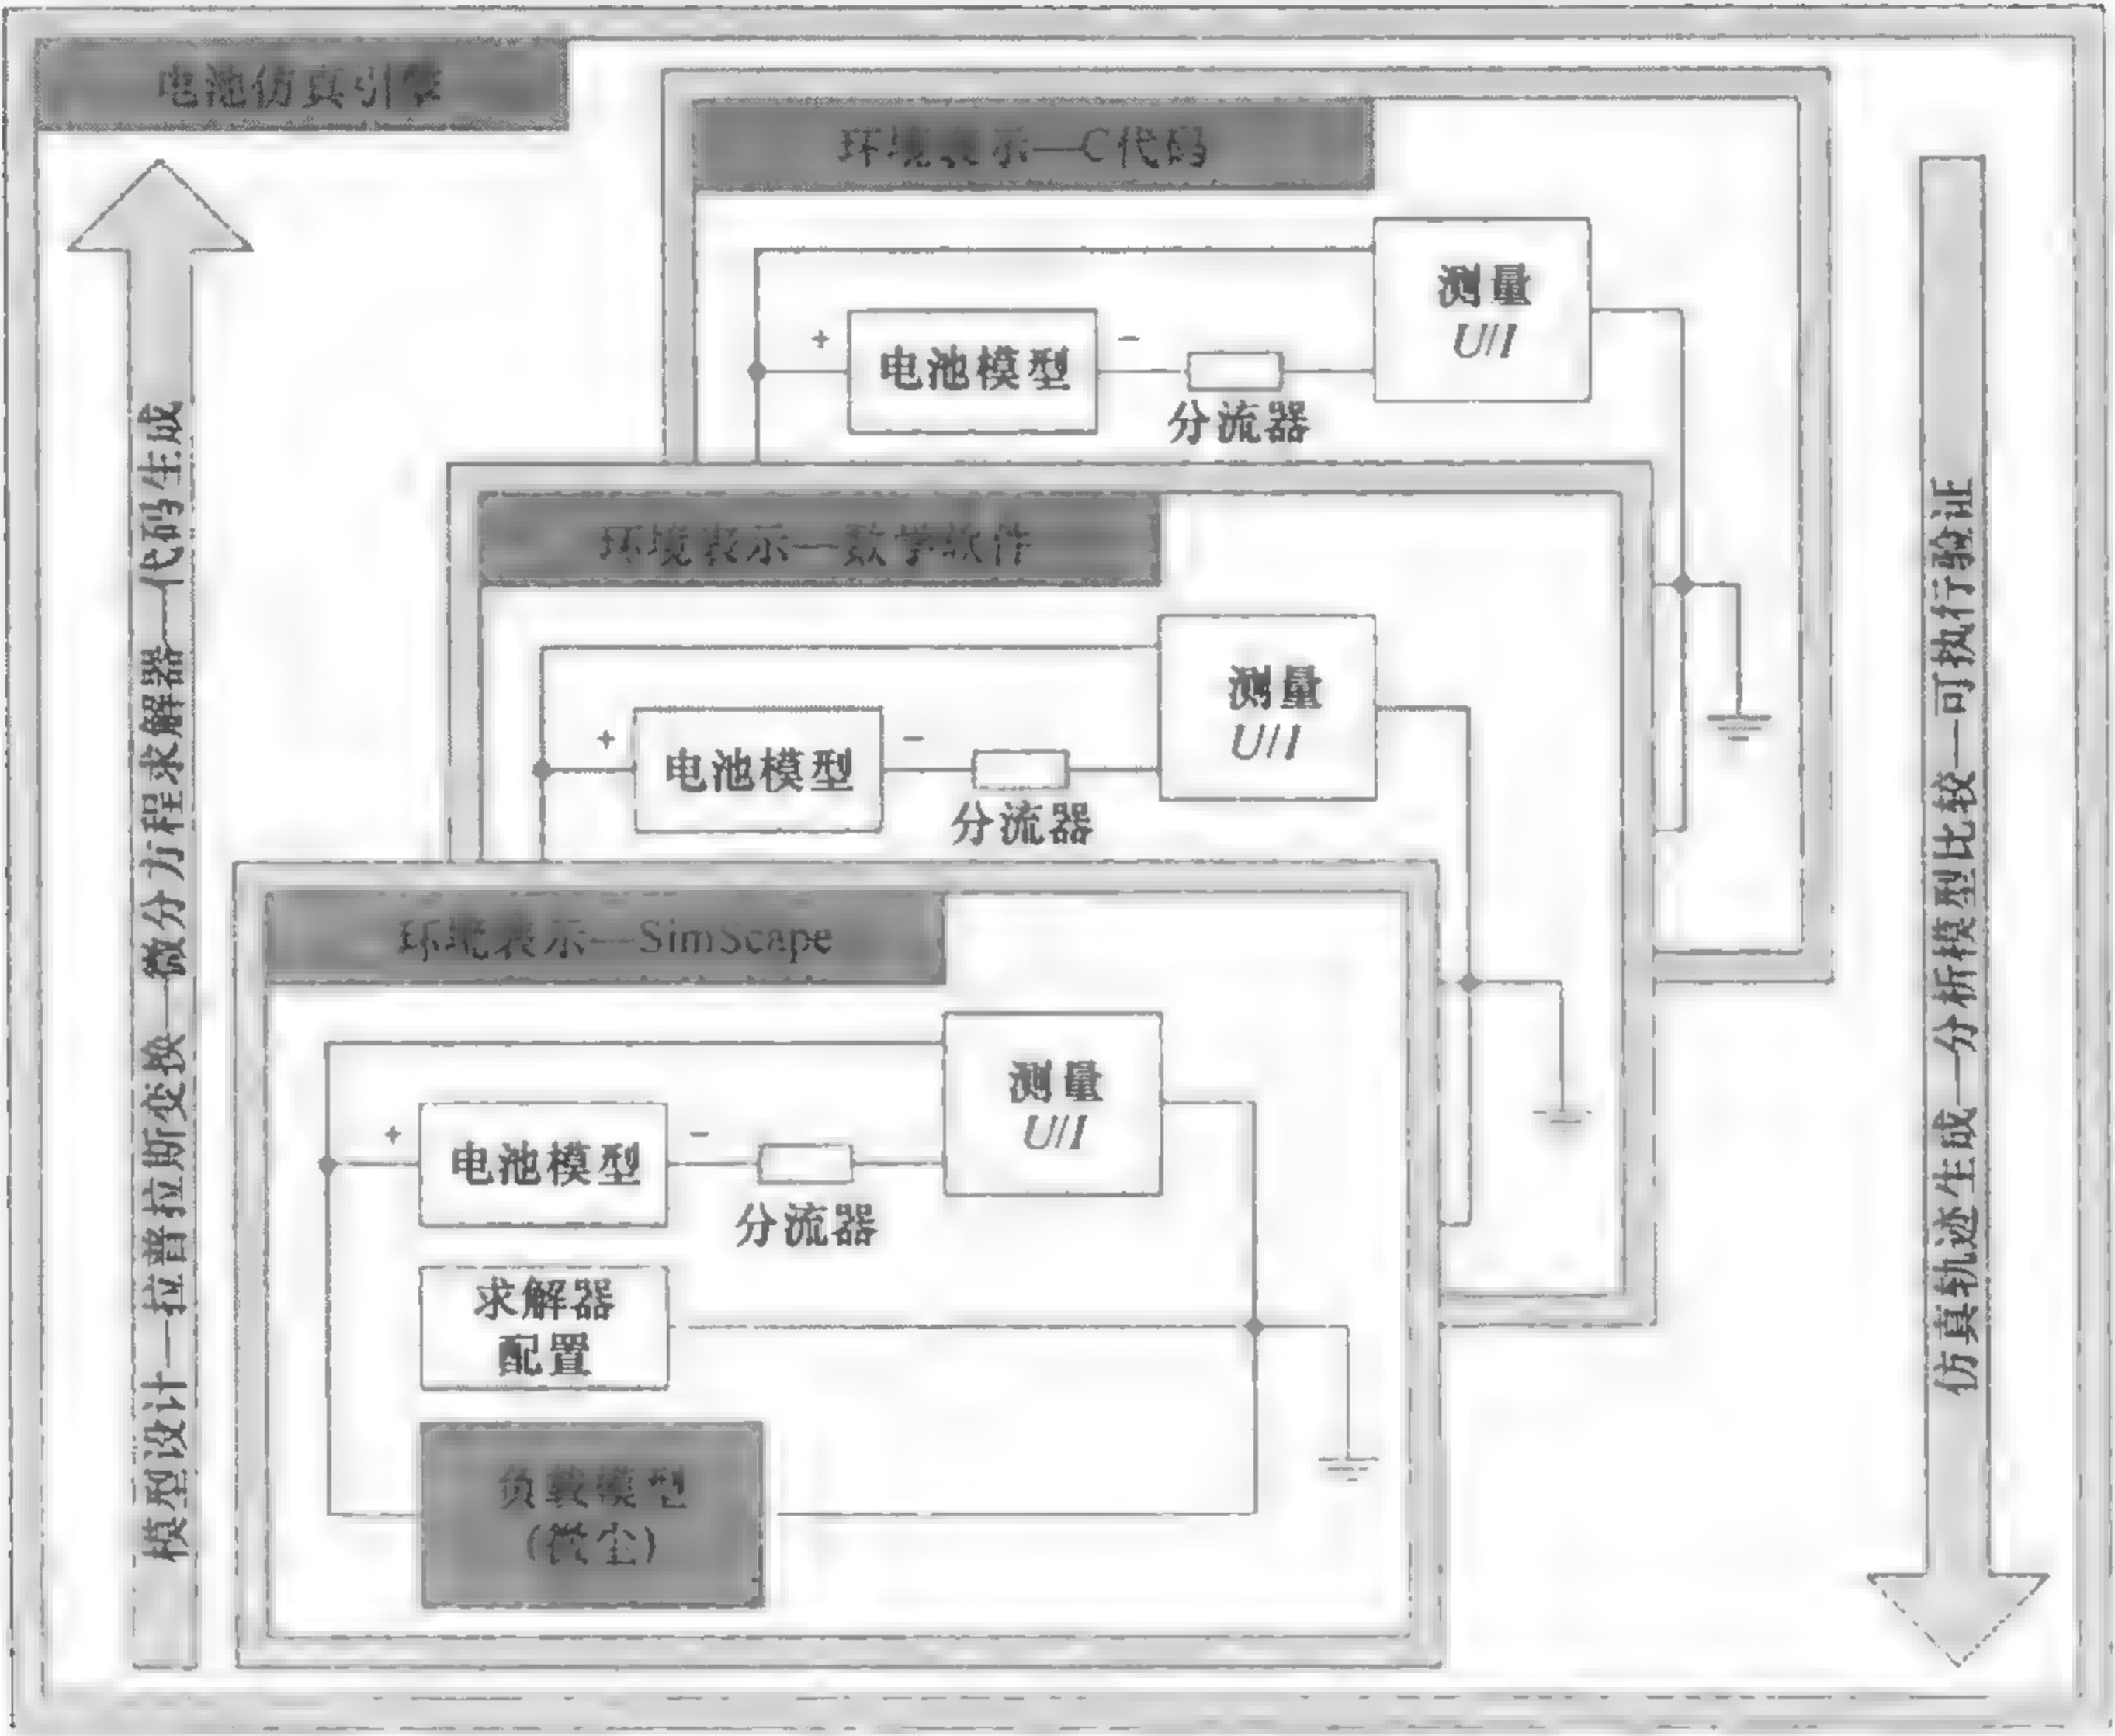 电池仿真引擎
环境表示—C代码
测量
U/I
+
电池模型
−
分流器
环境表示—数学软件
测量
U/I
+
电池模型
−
分流器
环境表示—SimScape
测量
U/I
+
电池模型
−
分流器
求解器
配置
负载模型
(微尘)
模型设计—拉普拉斯变换—微分方程求解器—代码生成
仿真轨迹生成—分析模型比较—可执行验证